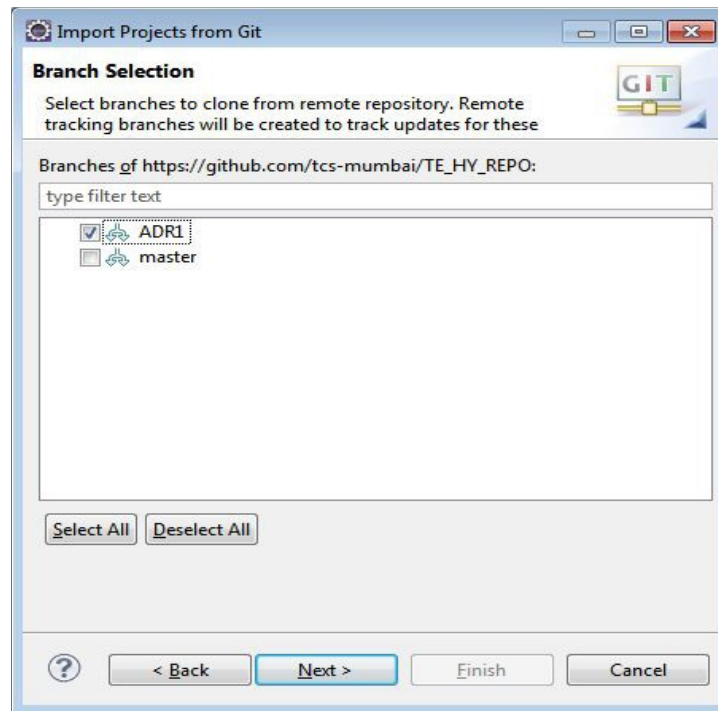 Import Projects from Git
Branch Selection
GIT
Select branches to clone from remote repository. Remote
tracking branches will be created to track updates for these
Branches of https://github.com/tcs-mumbai/TE_HY_REPO:
type filter text
ADR1
master
Select All Deselect All
? < Back Next > Finish Cancel